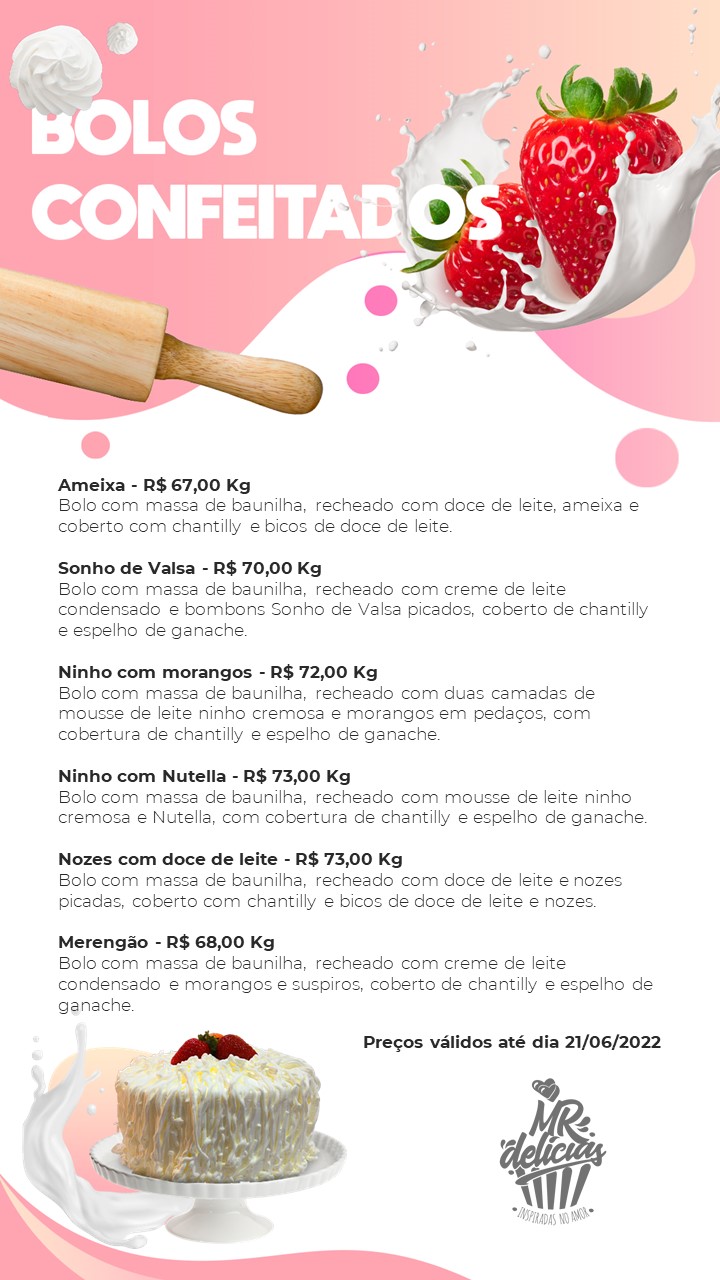 BOLOS
CONFEITADOS
Ameixa - R$ 67,00 Kg
Bolo com massa de baunilha, recheado com doce de leite, ameixa e
coberto com chantilly e bicos de doce de leite.
Sonho de Valsa - R$ 70,00 Kg
Bolo com massa de baunilha, recheado com creme de leite
condensado e bombons Sonho de Valsa picados, coberto de chantilly
e espelho de ganache.
Ninho com morangos - R$ 72,00 Kg
Bolo com massa de baunilha, recheado com duas camadas de
mousse de leite ninho cremosa e morangos em pedaços, com
cobertura de chantilly e espelho de ganache.
Ninho com Nutella - R$ 73,00 Kg
Bolo com massa de baunilha, recheado com mousse de leite ninho
cremosa e Nutella, com cobertura de chantilly e espelho de ganache.
Nozes com doce de leite - R$ 73,00 Kg
Bolo com massa de baunilha, recheado com doce de leite e nozes
picadas, coberto com chantilly e bicos de doce de leite e nozes.
Merengão - R$ 68,00 Kg
Bolo com massa de baunilha, recheado com creme de leite
condensado e morangos e suspiros, coberto de chantilly e espelho de
ganache.
Preços válidos até dia 21/06/2022
MR
delícias
• INSPIRADAS NO AMOR •